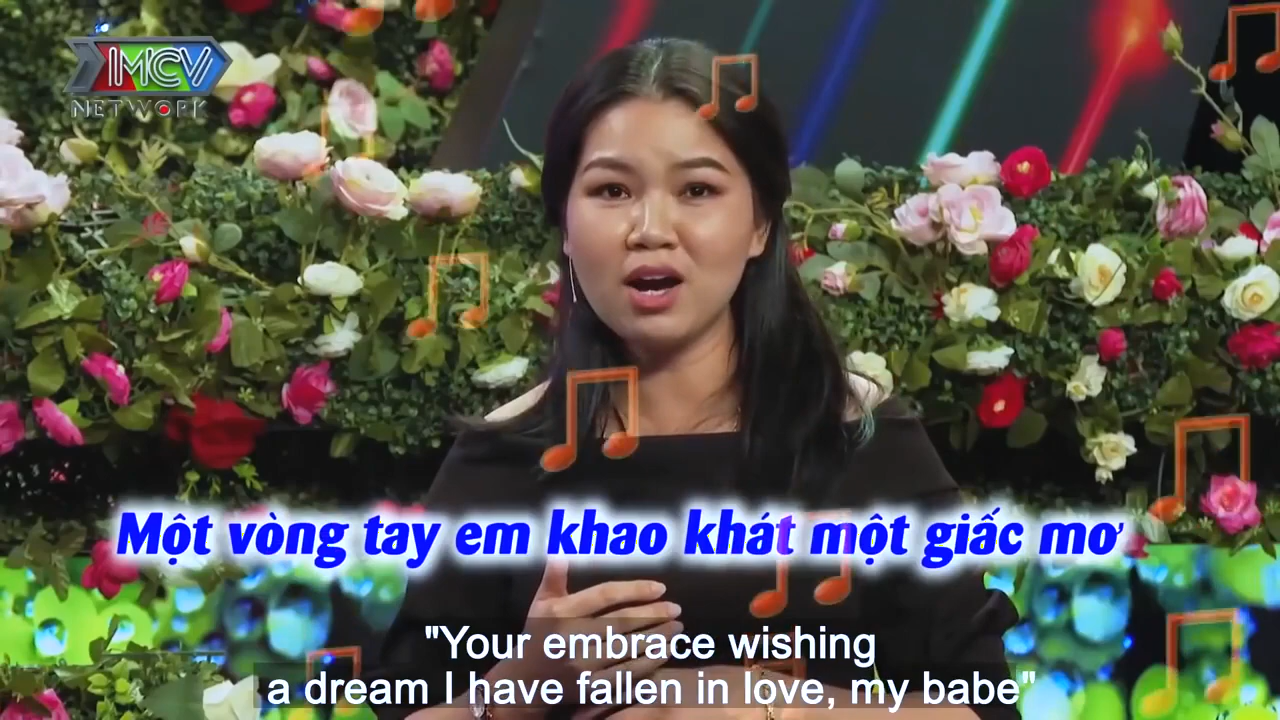 MCV
NETWORK
Một vòng tay em khao khát một giấc mơ
"Your embrace wishing
a dream I have fallen in love, my babe"